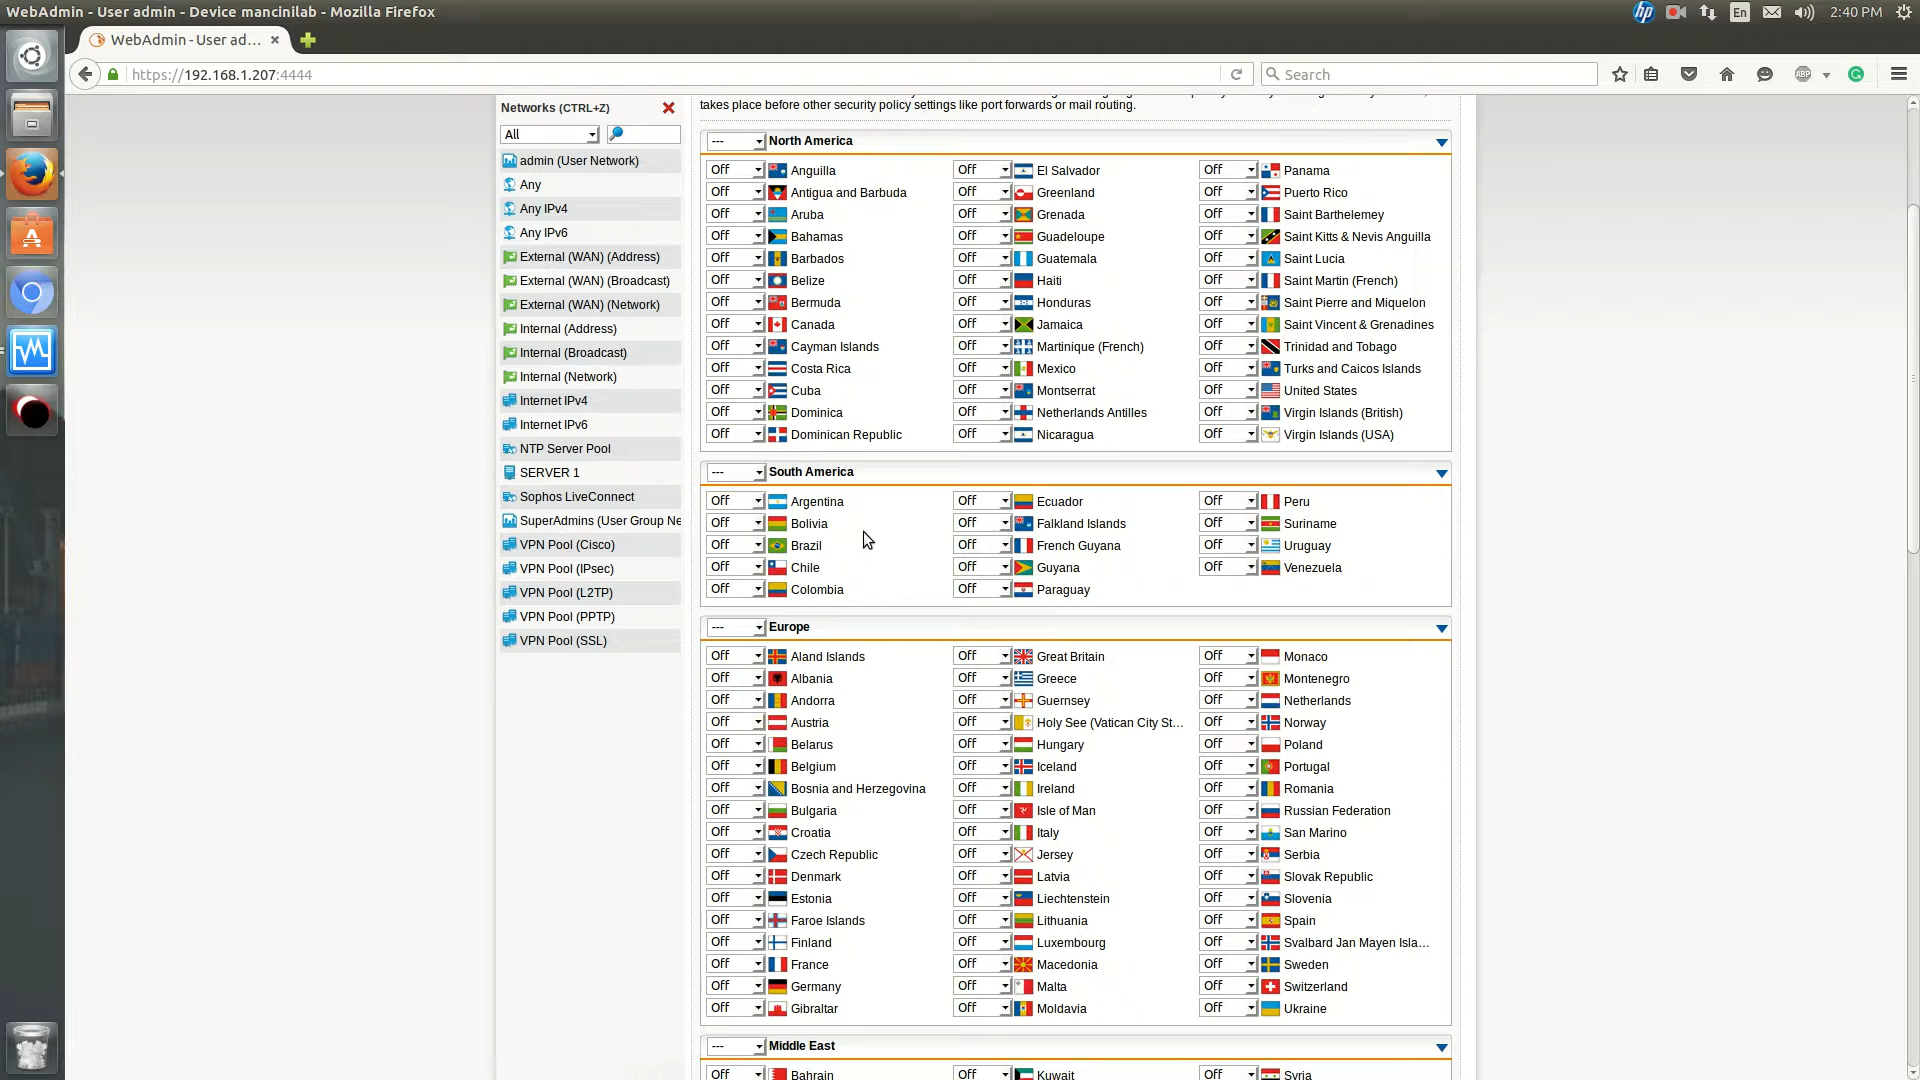 WebAdmin - User admin - Device mancinilab - Mozilla Firefox
En
2:40 PM
WebAdmin - User ad...
https://192.168.1.207:4444
Search
ABP
Networks (CTRL+Z)
All
admin (User Network)
Any
Any IPv4
Any IPv6
External (WAN) (Address)
External (WAN) (Broadcast)
External (WAN) (Network)
Internal (Address)
Internal (Broadcast)
Internal (Network)
Internet IPv4
Internet IPv6
NTP Server Pool
SERVER 1
Sophos LiveConnect
SuperAdmins (User Group Ne
VPN Pool (Cisco)
VPN Pool (IPsec)
VPN Pool (L2TP)
VPN Pool (PPTP)
VPN Pool (SSL)
takes place before other security policy settings like port forwards or mail routing.
--- North America
Off Anguilla Off El Salvador Off Panama
Off Antigua and Barbuda Off Greenland Off Puerto Rico
Off Aruba Off Grenada Off Saint Barthelemey
Off Bahamas Off Guadeloupe Off Saint Kitts & Nevis Anguilla
Off Barbados Off Guatemala Off Saint Lucia
Off Belize Off Haiti Off Saint Martin (French)
Off Bermuda Off Honduras Off Saint Pierre and Miquelon
Off Canada Off Jamaica Off Saint Vincent & Grenadines
Off Cayman Islands Off Martinique (French) Off Trinidad and Tobago
Off Costa Rica Off Mexico Off Turks and Caicos Islands
Off Cuba Off Montserrat Off United States
Off Dominica Off Netherlands Antilles Off Virgin Islands (British)
Off Dominican Republic Off Nicaragua Off Virgin Islands (USA)
--- South America
Off Argentina Off Ecuador Off Peru
Off Bolivia Off Falkland Islands Off Suriname
Off Brazil Off French Guyana Off Uruguay
Off Chile Off Guyana Off Venezuela
Off Colombia Off Paraguay
--- Europe
Off Aland Islands Off Great Britain Off Monaco
Off Albania Off Greece Off Montenegro
Off Andorra Off Guernsey Off Netherlands
Off Austria Off Holy See (Vatican City St... Off Norway
Off Belarus Off Hungary Off Poland
Off Belgium Off Iceland Off Portugal
Off Bosnia and Herzegovina Off Ireland Off Romania
Off Bulgaria Off Isle of Man Off Russian Federation
Off Croatia Off Italy Off San Marino
Off Czech Republic Off Jersey Off Serbia
Off Denmark Off Latvia Off Slovak Republic
Off Estonia Off Liechtenstein Off Slovenia
Off Faroe Islands Off Lithuania Off Spain
Off Finland Off Luxembourg Off Svalbard Jan Mayen Isla...
Off France Off Macedonia Off Sweden
Off Germany Off Malta Off Switzerland
Off Gibraltar Off Moldavia Off Ukraine
--- Middle East
Off Bahrain Off Kuwait Off Syria